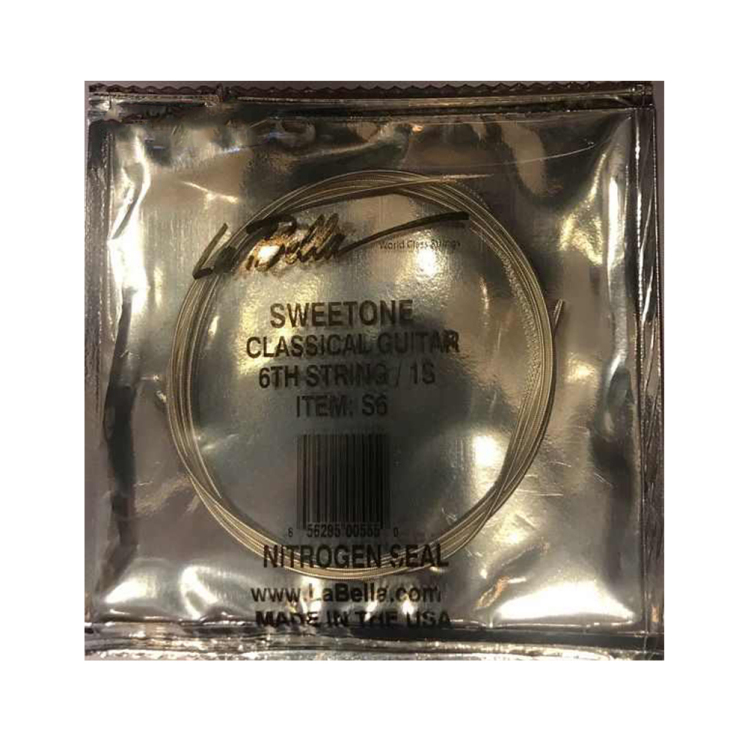 LaBella
World Class Strings
SWEETONE
CLASSICAL GUITAR
6TH STRING / 1S
ITEM: S6
NITROGEN SEAL
www.LaBella.com
MADE IN THE USA